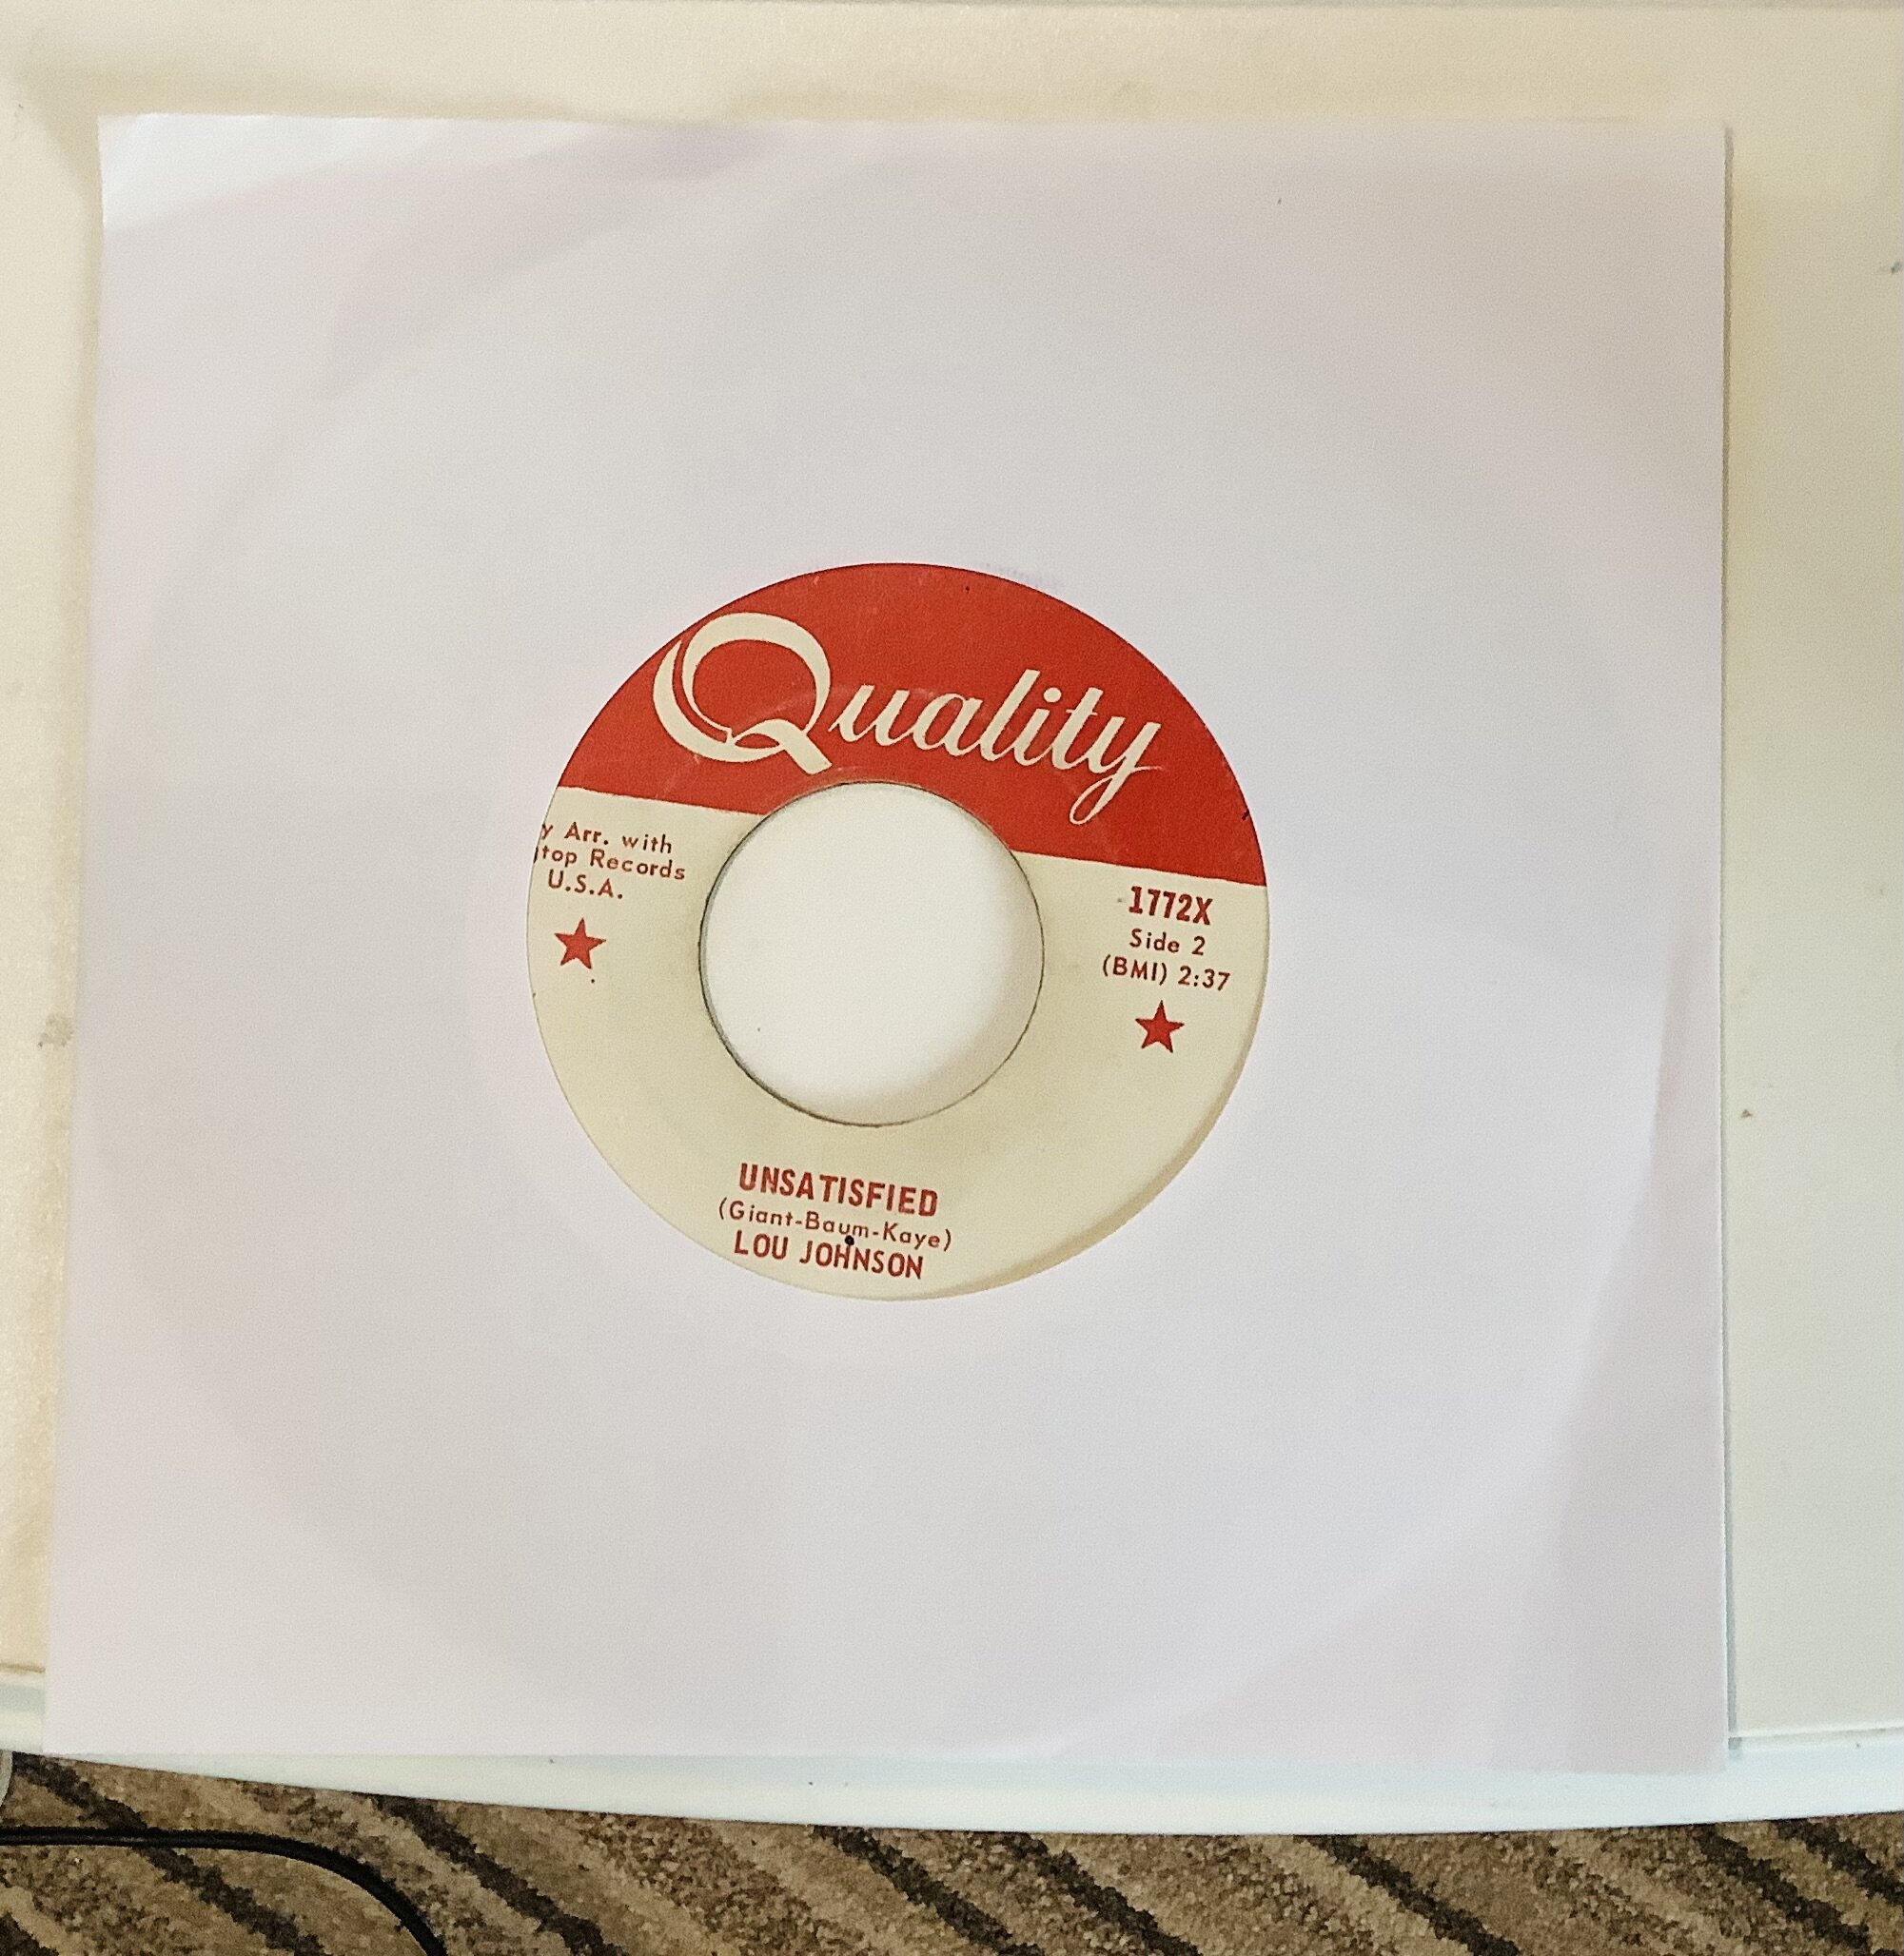 Quality
y Arr. with
top Records
U.S.A.
1772X
Side 2
(BMI) 2:37
UNSATISFIED
(Giant-Baum-Kaye)
LOU JOHNSON